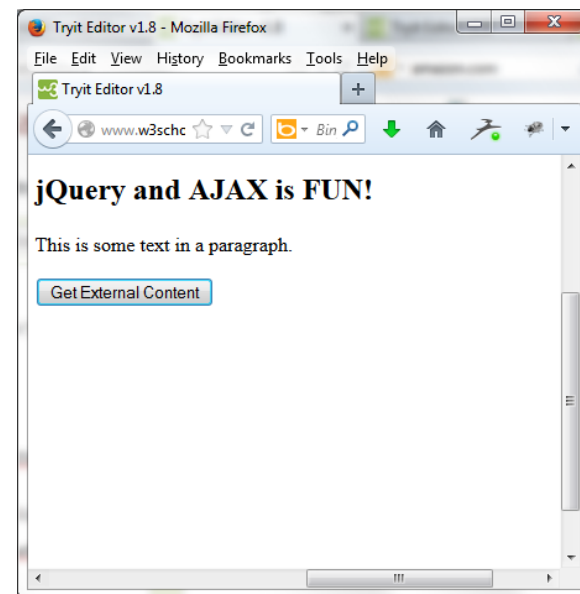 Tryit Editor v1.8 - Mozilla Firefox
File Edit View History Bookmarks Tools Help
Tryit Editor v1.8
www.w3schc Bin
jQuery and AJAX is FUN!
This is some text in a paragraph.
Get External Content